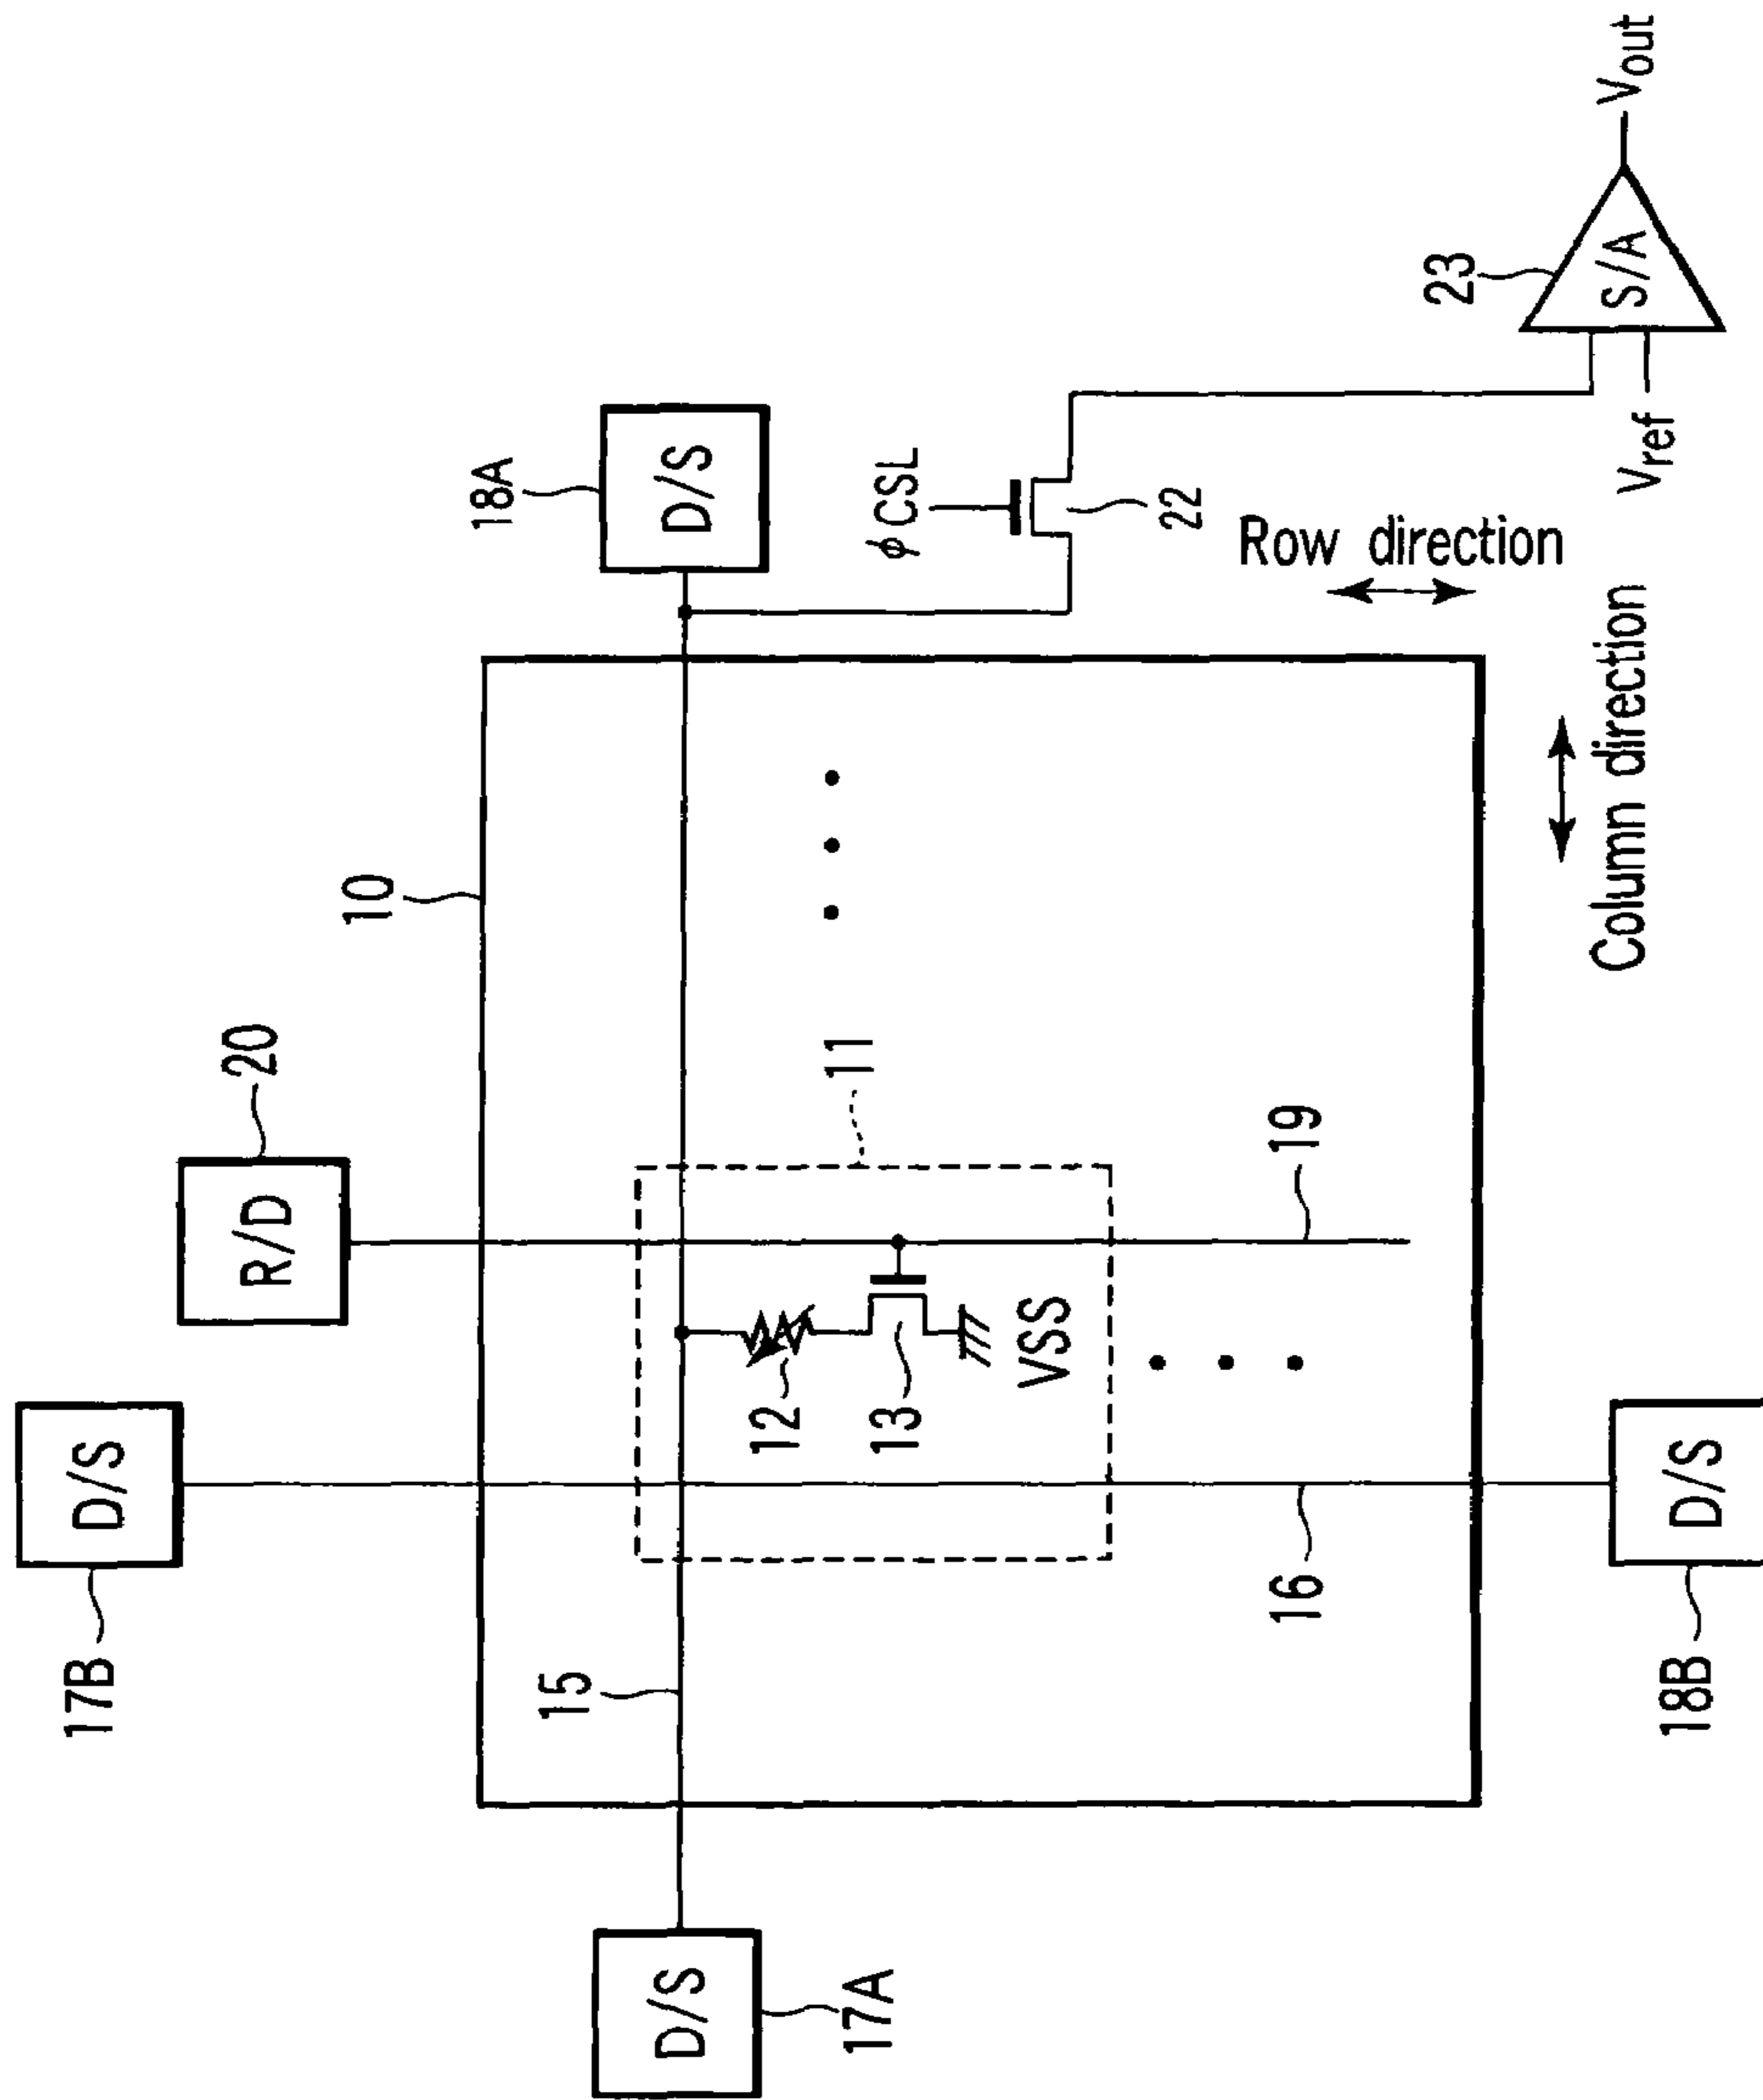 17B
D/S
R/D
20
10
18A
D/S
φ CSL
22
Row direction
Column direction
23
S/A
Vout
Vref
11
12
13
VSS
19
16
15
D/S
17A
D/S
18B